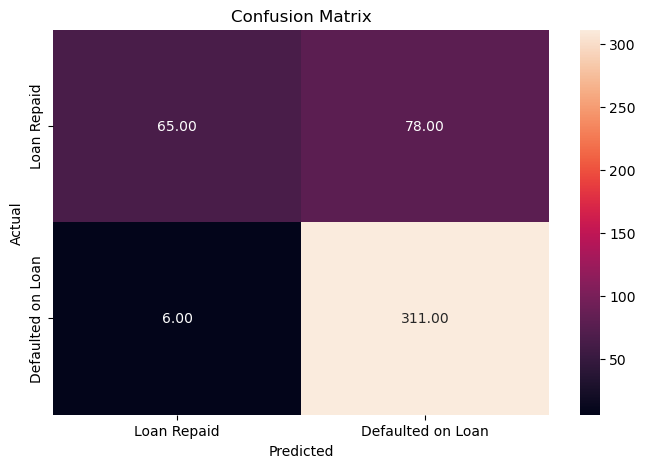 Confusion Matrix
Actual
Loan Repaid
65.00
78.00
Defaulted on Loan
6.00
311.00
Loan Repaid
Defaulted on Loan
Predicted
300
250
200
150
100
50